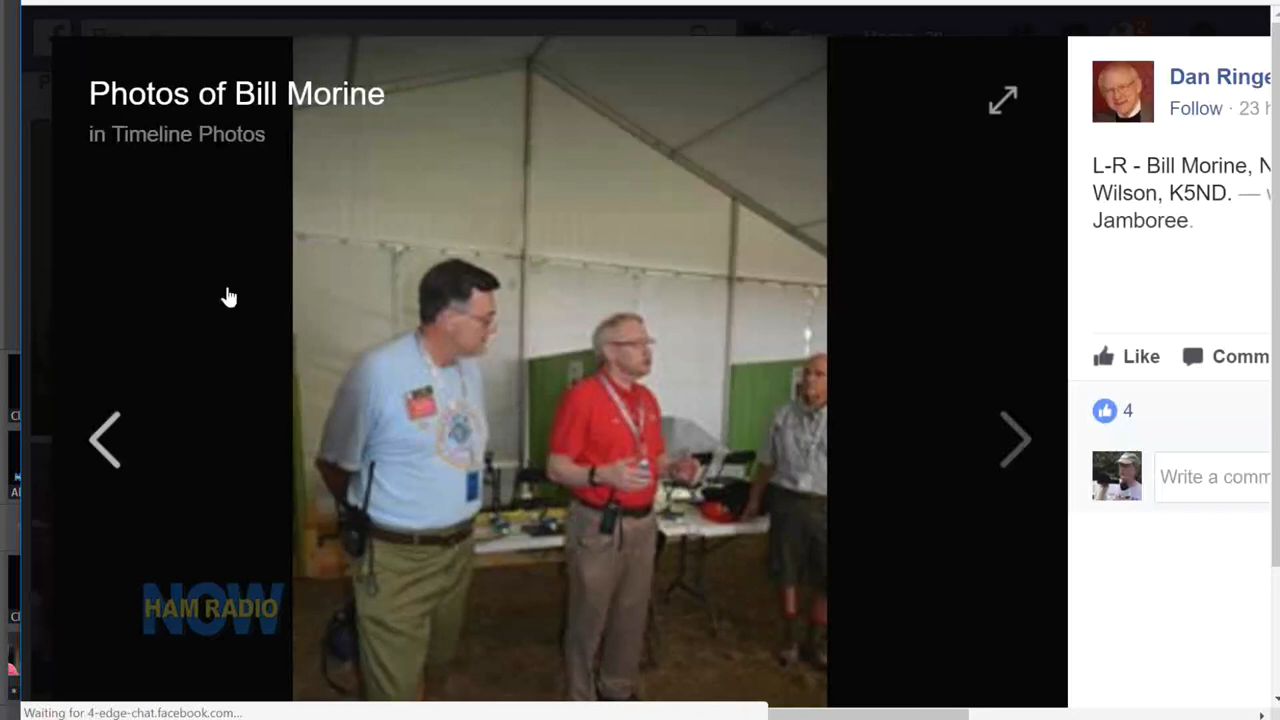 Photos of Bill Morine
in Timeline Photos
Dan Ringe
Follow · 23 h
L-R - Bill Morine, N
Wilson, K5ND. — w
Jamboree.
Like Comm
4
Write a comm
NOW
HAM RADIO
Waiting for 4-edge-chat.facebook.com...